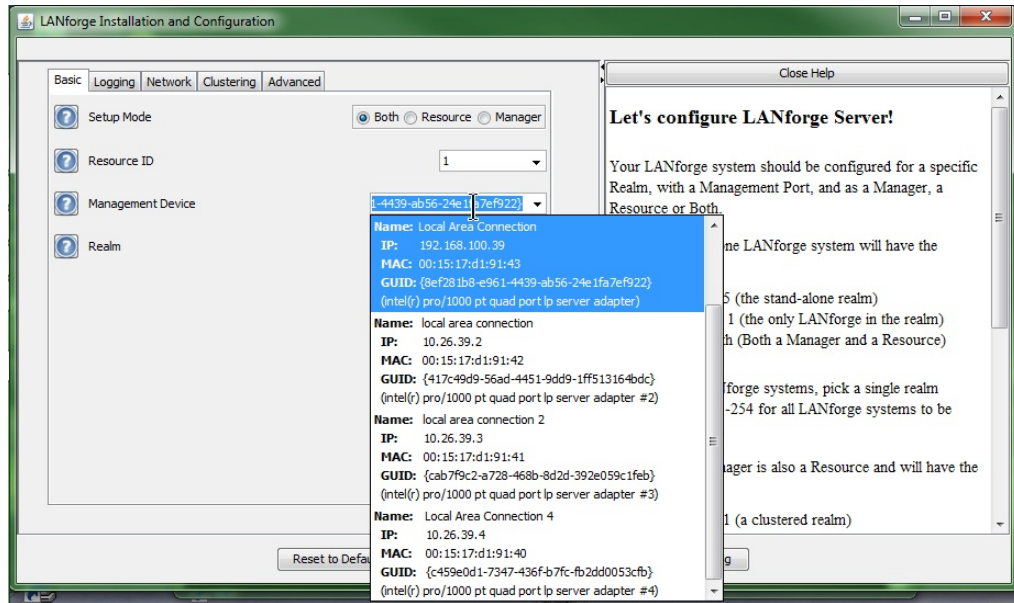 LANforge Installation and Configuration
Basic Logging Network Clustering Advanced
Setup Mode
Both Resource Manager
Resource ID
1
Management Device
1-4439-ab56-24e1fa7ef922}
Realm
Name: Local Area Connection
IP: 192.168.100.39
MAC: 00:15:17:d1:91:43
GUID: {8ef281b8-e961-4439-ab56-24e1fa7ef922}
(intel(r) pro/1000 pt quad port lp server adapter)
Name: local area connection
IP: 10.26.39.2
MAC: 00:15:17:d1:91:42
GUID: {417c49d9-56ad-4451-9dd9-1ff513164bdc}
(intel(r) pro/1000 pt quad port lp server adapter #2)
Name: local area connection 2
IP: 10.26.39.3
MAC: 00:15:17:d1:91:41
GUID: {cab7f9c2-a728-468b-8d2d-392e059c1feb}
(intel(r) pro/1000 pt quad port lp server adapter #3)
Name: Local Area Connection 4
IP: 10.26.39.4
MAC: 00:15:17:d1:91:40
GUID: {c459e0d1-7347-436f-b7fc-fb2dd0053cfb}
(intel(r) pro/1000 pt quad port lp server adapter #4)
Reset to
Close Help
Let's configure LANforge Server!
Your LANforge system should be configured for a specific
Realm, with a Management Port, and as a Manager, a
Resource or Both.
one LANforge system will have the
5 (the stand-alone realm)
1 (the only LANforge in the realm)
(Both a Manager and a Resource)
systems, pick a single realm
-254 for all LANforge systems to be
is also a Resource and will have the
1 (a clustered realm)